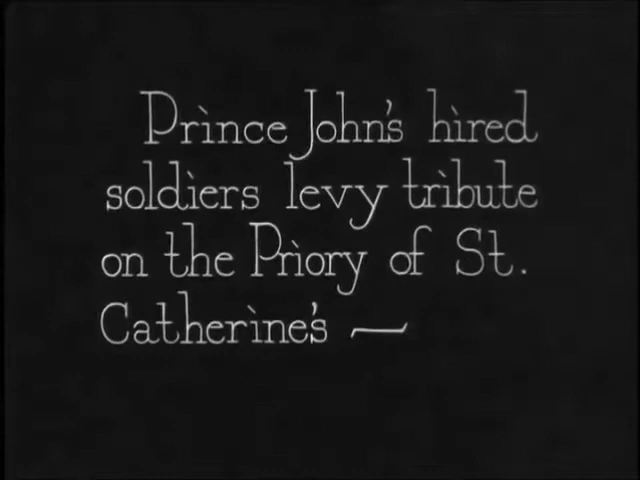 Prince John's hired
soldiers levy tribute
on the Priory of St.
Catherine's —